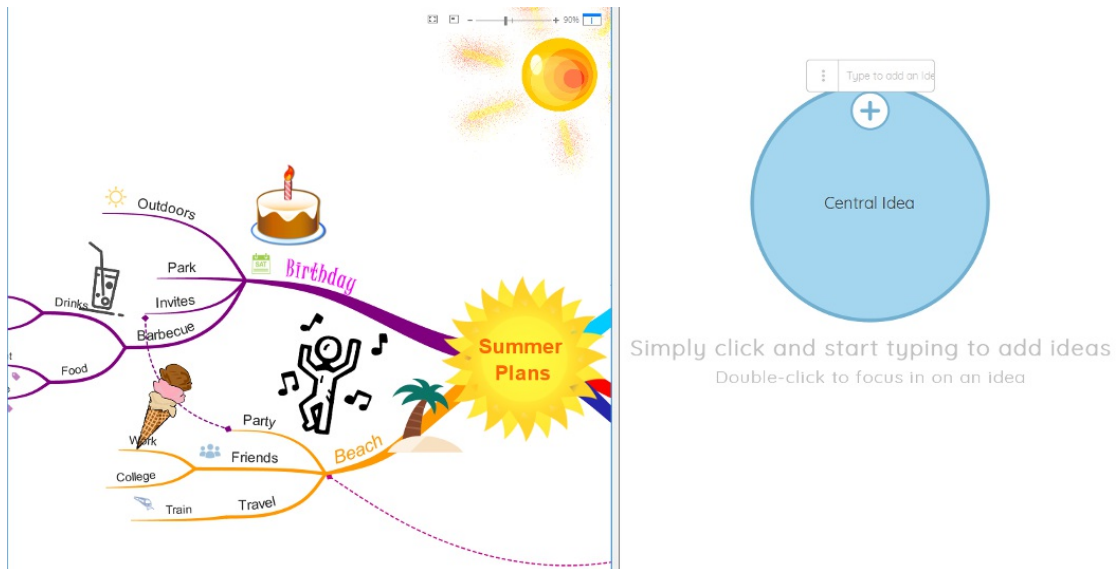 90%
Outdoors
SAT
Birthday
Park
Drinks
Invites
Barbecue
Food
Summer
Plans
Party
Work
Friends
Beach
College
Train
Travel
Type to add an ide
Central Idea
Simply click and start typing to add ideas
Double-click to focus in on an idea